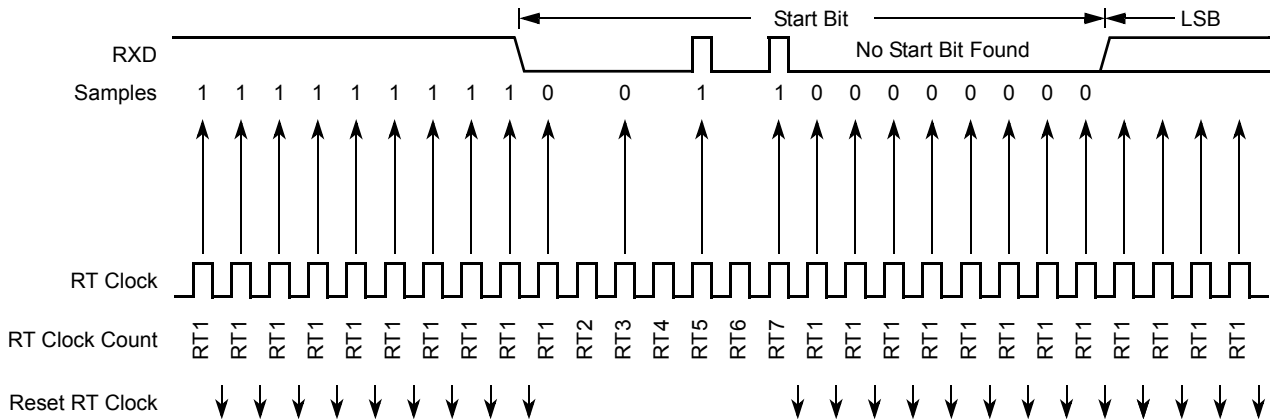 Start Bit LSB
RXD No Start Bit Found
Samples 1 1 1 1 1 1 1 1 1 0 0 1 1 0 0 0 0 0 0 0 0
RT Clock
RT Clock Count RT1 RT1 RT1 RT1 RT1 RT1 RT1 RT1 RT1 RT1 RT2 RT3 RT4 RT5 RT6 RT7 RT1 RT1 RT1 RT1 RT1 RT1 RT1 RT1 RT1 RT1 RT1 RT1
Reset RT Clock